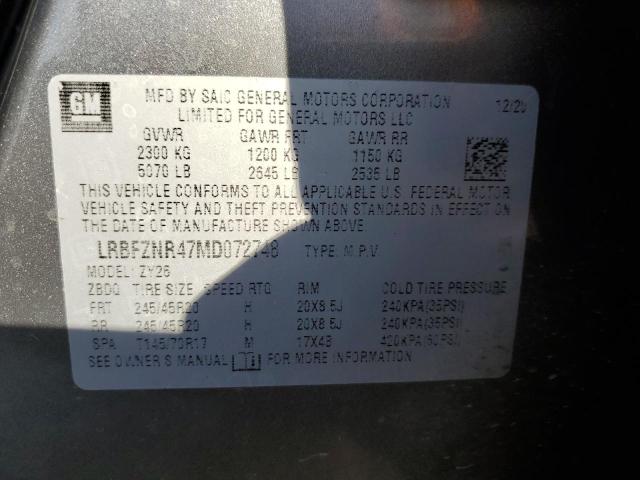 GM
MFD BY SAIC GENERAL MOTORS CORPORATION 12/20
LIMITED FOR GENERAL MOTORS LLC
GVWR GAWR FRT GAWR RR
2300 KG 1200 KG 1150 KG
5070 LB 2645 LB 2535 LB
THIS VEHICLE CONFORMS TO ALL APPLICABLE U.S. FEDERAL MOTOR
VEHICLE SAFETY AND THEFT PREVENTION STANDARDS IN EFFECT ON
THE DATE OF MANUFACTURE SHOWN ABOVE
LRBFZNR47MD072748 TYPE: M.P.V.
MODEL: ZY26
ZBDQ TIRE SIZE SPEED RTG RIM COLD TIRE PRESSURE
FRT 245/45R20 H 20X8.5J 240KPA(35PSI)
RR 245/45R20 H 20X8.5J 240KPA(35PSI)
SPA T145/70R17 M 17X4B 420KPA(60PSI)
SEE OWNER'S MANUAL FOR MORE INFORMATION